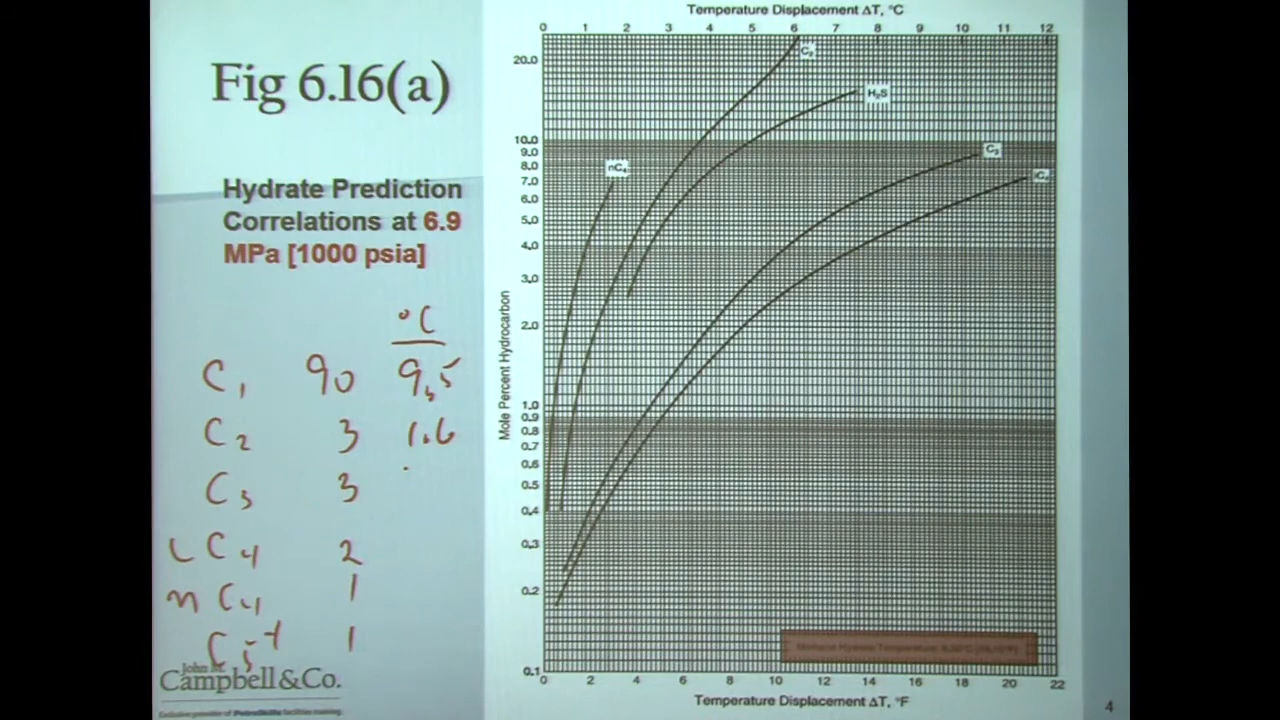 Fig 6.16(a)
Hydrate Prediction
Correlations at 6.9
MPa [1000 psia]
°C
C1 90 9.5
C2 3 1.6
C3 3
iC4 2
nC4 1
C5+ 1
John M.
Campbell & Co.
Temperature Displacement ΔT, °C
0 1 2 3 4 5 6 7 8 9 10 11 12
Mole Percent Hydrocarbon
20.0
10.0
9.0
8.0
7.0
6.0
5.0
4.0
3.0
2.0
1.0
0.9
0.8
0.7
0.6
0.5
0.4
0.3
0.2
0.1
C2
H2S
nC4
C3
iC4
0 2 4 6 8 10 12 14 16 18 20 22
Temperature Displacement ΔT, °F
4